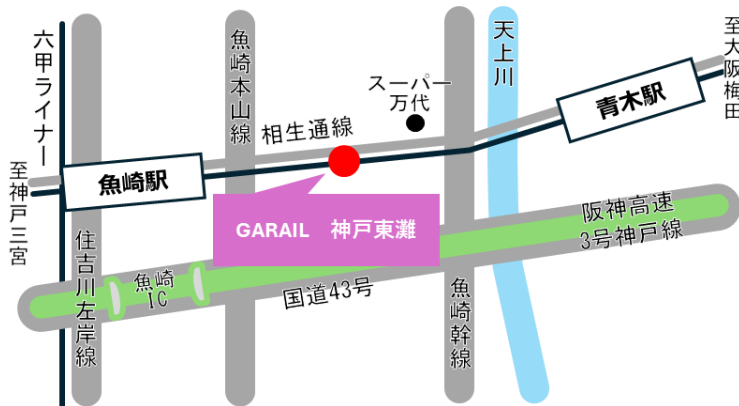 六甲ライナー
魚崎本山線
スーパー
万代
天上川
至大阪梅田
青木駅
相生通線
魚崎駅
至神戸三宮
GARAIL 神戸東灘
阪神高速
3号神戸線
住吉川左岸線
魚崎
IC
国道43号
魚崎幹線